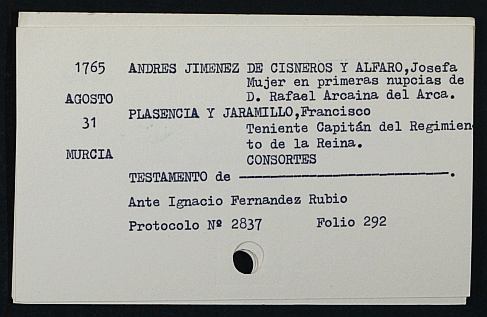 1765 ANDRES JIMENEZ DE CISNEROS Y ALFARO,Josefa
Mujer en primeras nupcias de
AGOSTO D. Rafael Arcaina del Arca.
31 PLASENCIA Y JARAMILLO,Francisco
Teniente Capitán del Regimien
to de la Reina.
MURCIA CONSORTES
TESTAMENTO de ----------------------------.
Ante Ignacio Fernandez Rubio
Protocolo Nº 2837 Folio 292